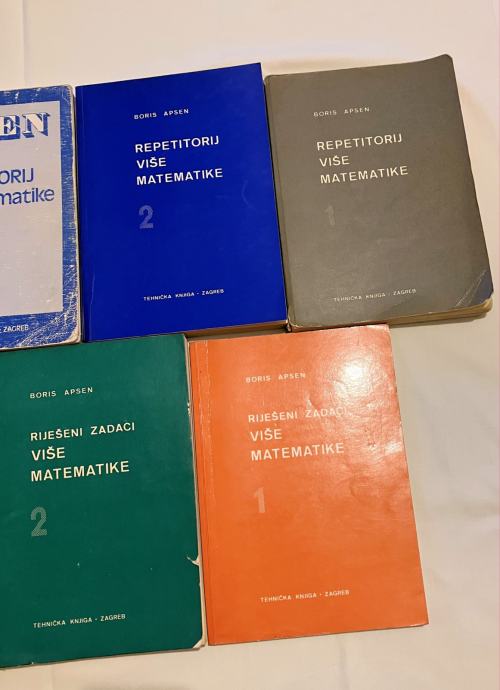 EN
ORIJ
matike
ZAGREB
BORIS APSEN
REPETITORIJ
VIŠE
MATEMATIKE
2
TEHNIČKA KNJIGA · ZAGREB
BORIS APSEN
REPETITORIJ
VIŠE
MATEMATIKE
1
TEHNIČKA KNJIGA · ZAGREB
BORIS APSEN
RIJEŠENI ZADACI
VIŠE
MATEMATIKE
2
TEHNIČKA KNJIGA · ZAGREB
BORIS APSEN
RIJEŠENI ZADACI
VIŠE
MATEMATIKE
1
TEHNIČKA KNJIGA · ZAGREB